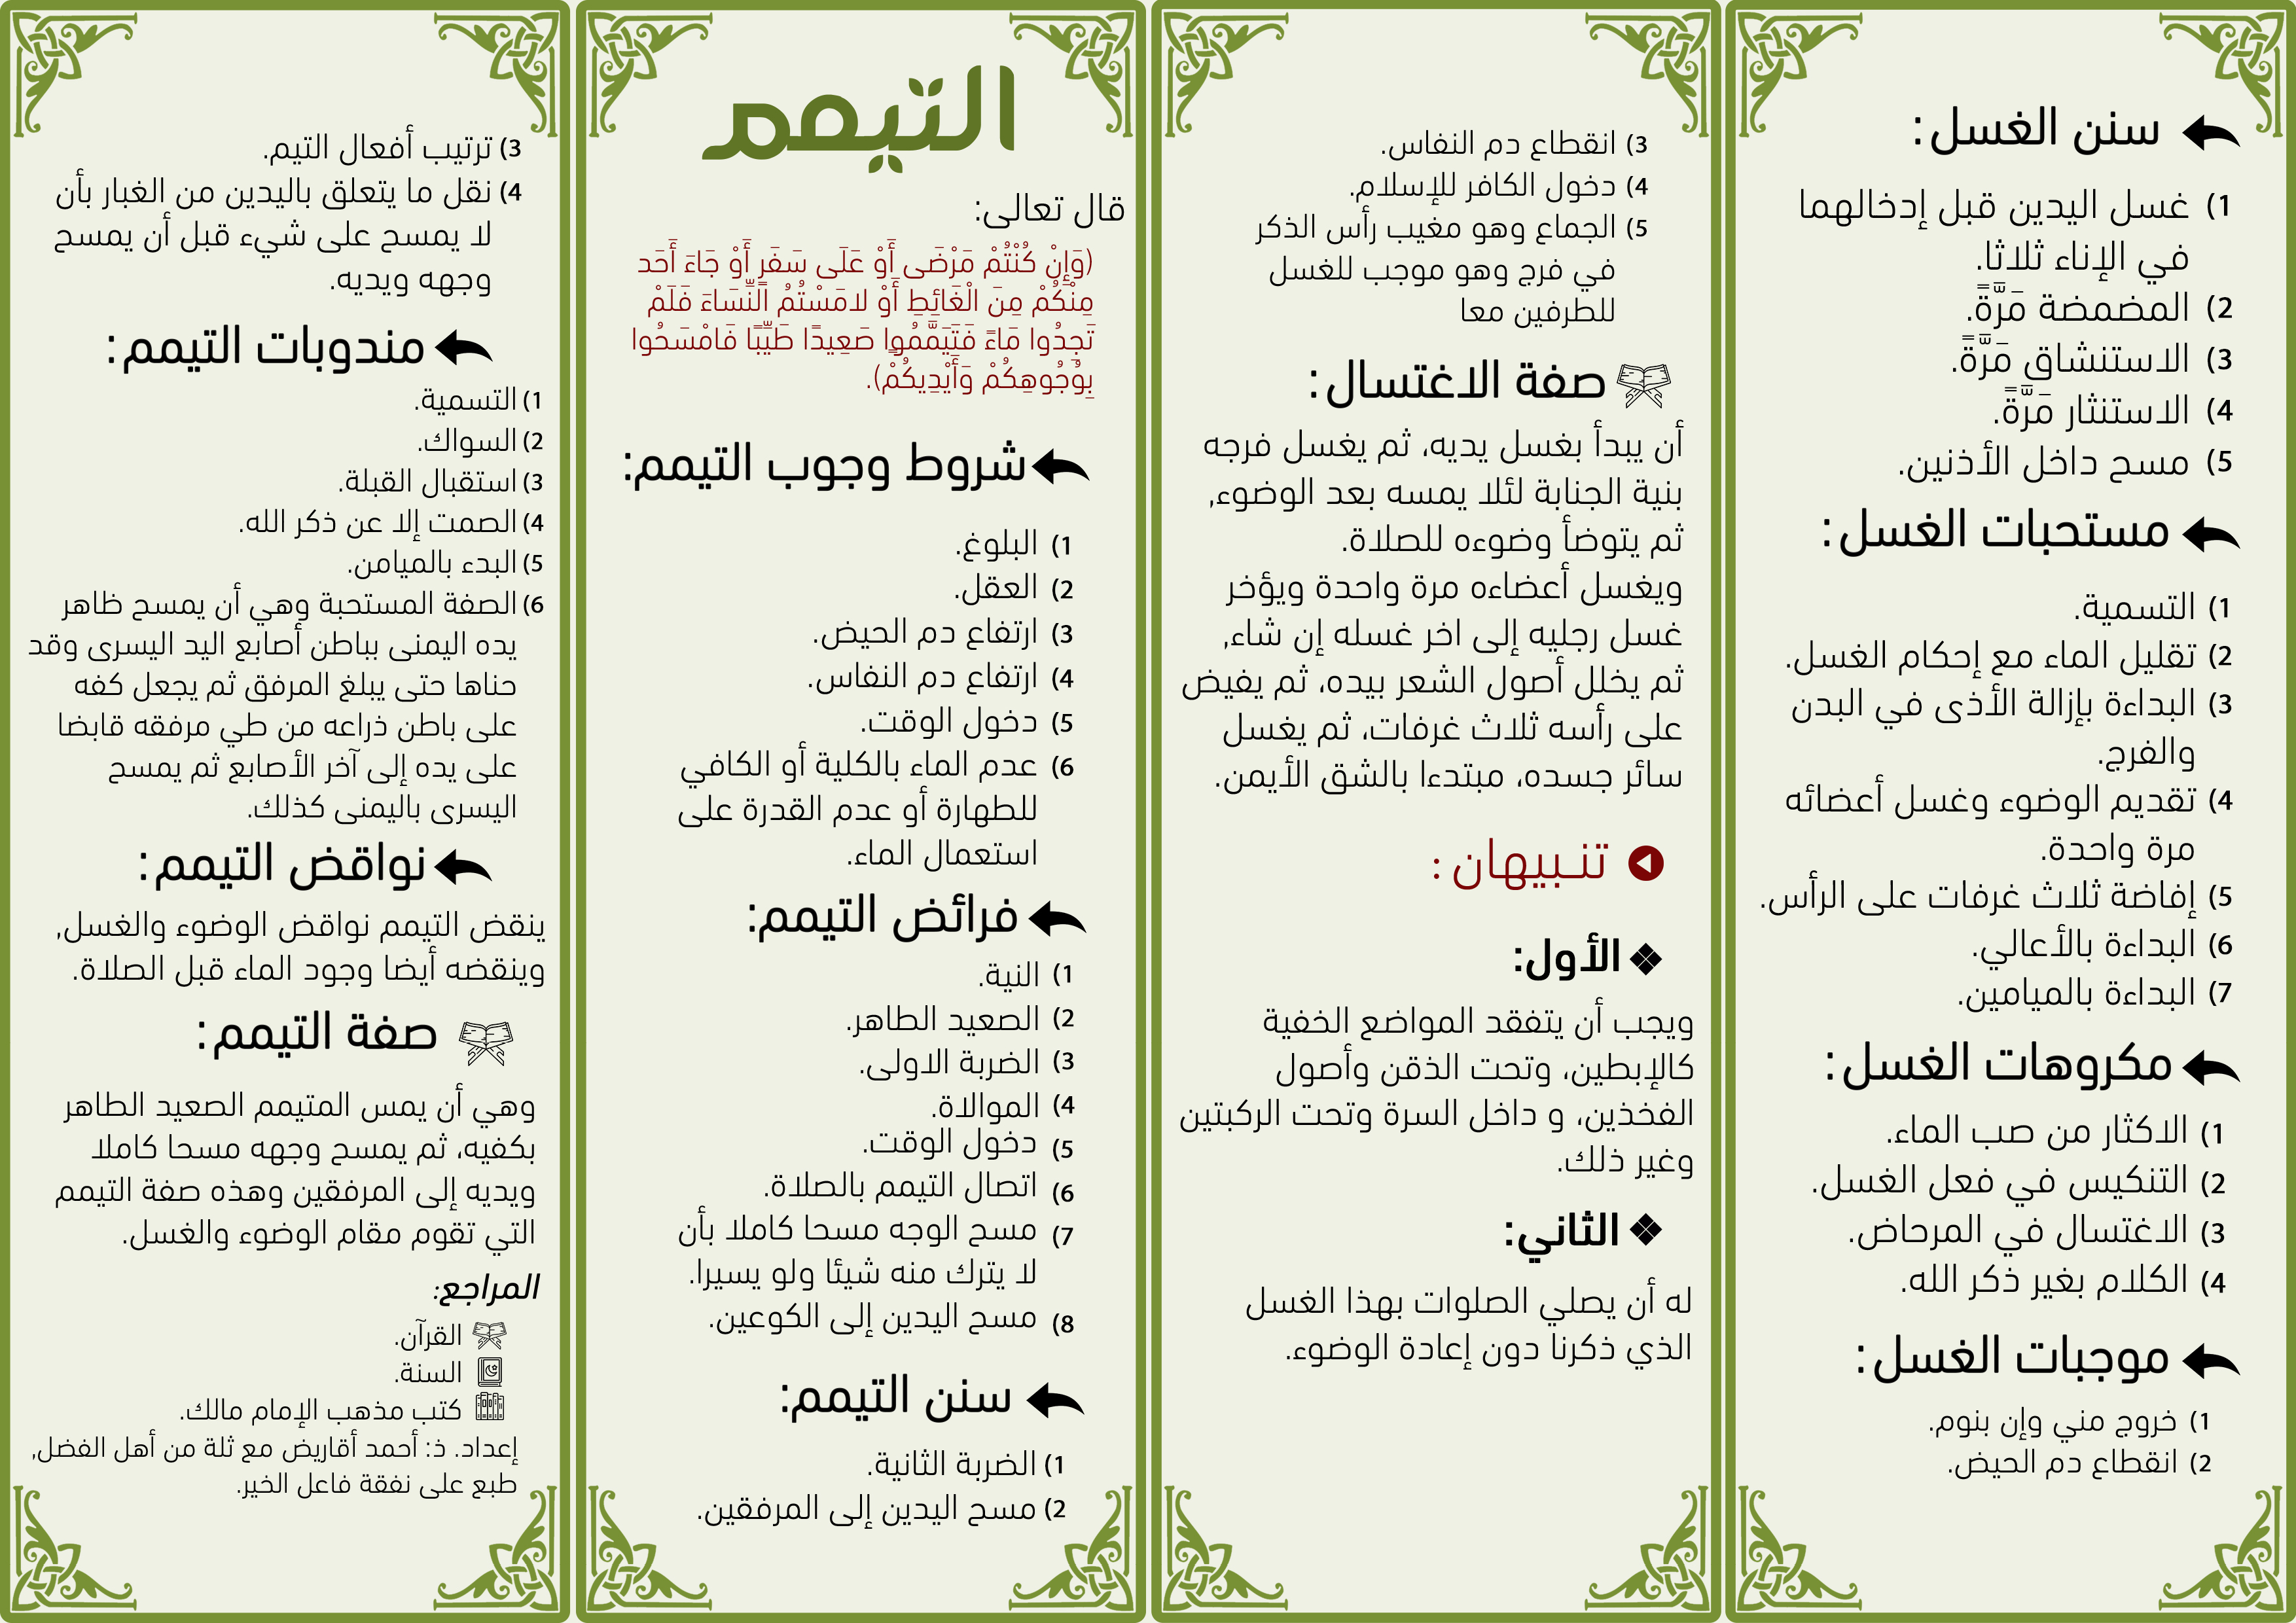 سنن الغسل:
1) غسل اليدين قبل إدخالهما
في الإناء ثلاثا.
2) المضمضة مَرَّةً.
3) الاستنشاق مَرَّةً.
4) الاستنثار مَرَّةً.
5) مسح داخل الأذنين.
مستحبات الغسل:
1) التسمية.
2) تقليل الماء مع إحكام الغسل.
3) البداءة بإزالة الأذى في البدن
والفرج.
4) تقديم الوضوء وغسل أعضائه
مرة واحدة.
5) إفاضة ثلاث غرفات على الرأس.
6) البداءة بالأعالي.
7) البداءة بالميامين.
مكروهات الغسل:
1) الاكثار من صب الماء.
2) التنكيس في فعل الغسل.
3) الاغتسال في المرحاض.
4) الكلام بغير ذكر الله.
موجبات الغسل:
1) خروج مني وإن بنوم.
2) انقطاع دم الحيض.
3) انقطاع دم النفاس.
4) دخول الكافر للإسلام.
5) الجماع وهو مغيب رأس الذكر
في فرج وهو موجب للغسل
للطرفين معا
صفة الاغتسال:
أن يبدأ بغسل يديه، ثم يغسل فرجه
بنية الجنابة لئلا يمسه بعد الوضوء,
ثم يتوضأ وضوءه للصلاة.
ويغسل أعضاءه مرة واحدة ويؤخر
غسل رجليه إلى اخر غسله إن شاء,
ثم يخلل أصول الشعر بيده، ثم يفيض
على رأسه ثلاث غرفات، ثم يغسل
سائر جسده، مبتدءا بالشق الأيمن.
تنبيهان :
الأول:
ويجب أن يتفقد المواضع الخفية
كالإبطين، وتحت الذقن وأصول
الفخذين، و داخل السرة وتحت الركبتين
وغير ذلك.
الثاني:
له أن يصلي الصلوات بهذا الغسل
الذي ذكرنا دون إعادة الوضوء.
التيمم
قال تعالى:
(وَإِنْ كُنْتُمْ مَرْضَى أَوْ عَلَى سَفَرٍ أَوْ جَاءَ أَحَد
مِنْكُمْ مِنَ الْغَائِطِ أَوْ لامَسْتُمُ النِّسَاءَ فَلَمْ
تَجِدُوا مَاءً فَتَيَمَّمُوا صَعِيدًا طَيِّبًا فَامْسَحُوا
بِوُجُوهِكُمْ وَأَيْدِيكُمْ).
شروط وجوب التيمم:
1) البلوغ.
2) العقل.
3) ارتفاع دم الحيض.
4) ارتفاع دم النفاس.
5) دخول الوقت.
6) عدم الماء بالكلية أو الكافي
للطهارة أو عدم القدرة على
استعمال الماء.
فرائض التيمم:
1) النية.
2) الصعيد الطاهر.
3) الضربة الاولى.
4) الموالاة.
5) دخول الوقت.
6) اتصال التيمم بالصلاة.
7) مسح الوجه مسحا كاملا بأن
لا يترك منه شيئا ولو يسيرا.
8) مسح اليدين إلى الكوعين.
سنن التيمم:
1) الضربة الثانية.
2) مسح اليدين إلى المرفقين.
3) ترتيب أفعال التيم.
4) نقل ما يتعلق باليدين من الغبار بأن
لا يمسح على شيء قبل أن يمسح
وجهه ويديه.
مندوبات التيمم:
1) التسمية.
2) السواك.
3) استقبال القبلة.
4) الصمت إلا عن ذكر الله.
5) البدء بالميامن.
6) الصفة المستحبة وهي أن يمسح ظاهر
يده اليمنى بباطن أصابع اليد اليسرى وقد
حناها حتى يبلغ المرفق ثم يجعل كفه
على باطن ذراعه من طي مرفقه قابضا
على يده إلى آخر الأصابع ثم يمسح
اليسرى باليمنى كذلك.
نواقض التيمم:
ينقض التيمم نواقض الوضوء والغسل,
وينقضه أيضا وجود الماء قبل الصلاة.
صفة التيمم:
وهي أن يمس المتيمم الصعيد الطاهر
بكفيه، ثم يمسح وجهه مسحا كاملا
ويديه إلى المرفقين وهذه صفة التيمم
التي تقوم مقام الوضوء والغسل.
المراجع:
القرآن.
السنة.
كتب مذهب الإمام مالك.
إعداد. ذ: أحمد أقاريض مع ثلة من أهل الفضل,
طبع على نفقة فاعل الخير.